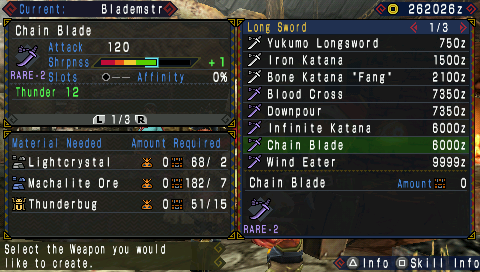 Current: Blademstr
262026z
Chain Blade
Attack 120
Shrpnss +1
RARE-2 Slots Affinity 0%
Thunder 12
L 1/3 R
Material Needed Amount Required
Lightcrystal 0 68/ 2
Machalite Ore 0 182/ 7
Thunderbug 0 51/15
Long Sword 1/3
Yukumo Longsword 750z
Iron Katana 1500z
Bone Katana "Fang" 2100z
Blood Cross 7350z
Downpour 7350z
Infinite Katana 6000z
Chain Blade 6000z
Wind Eater 9999z
Chain Blade Amount 0
RARE-2
Select the Weapon you would
like to create.
Info Skill Info